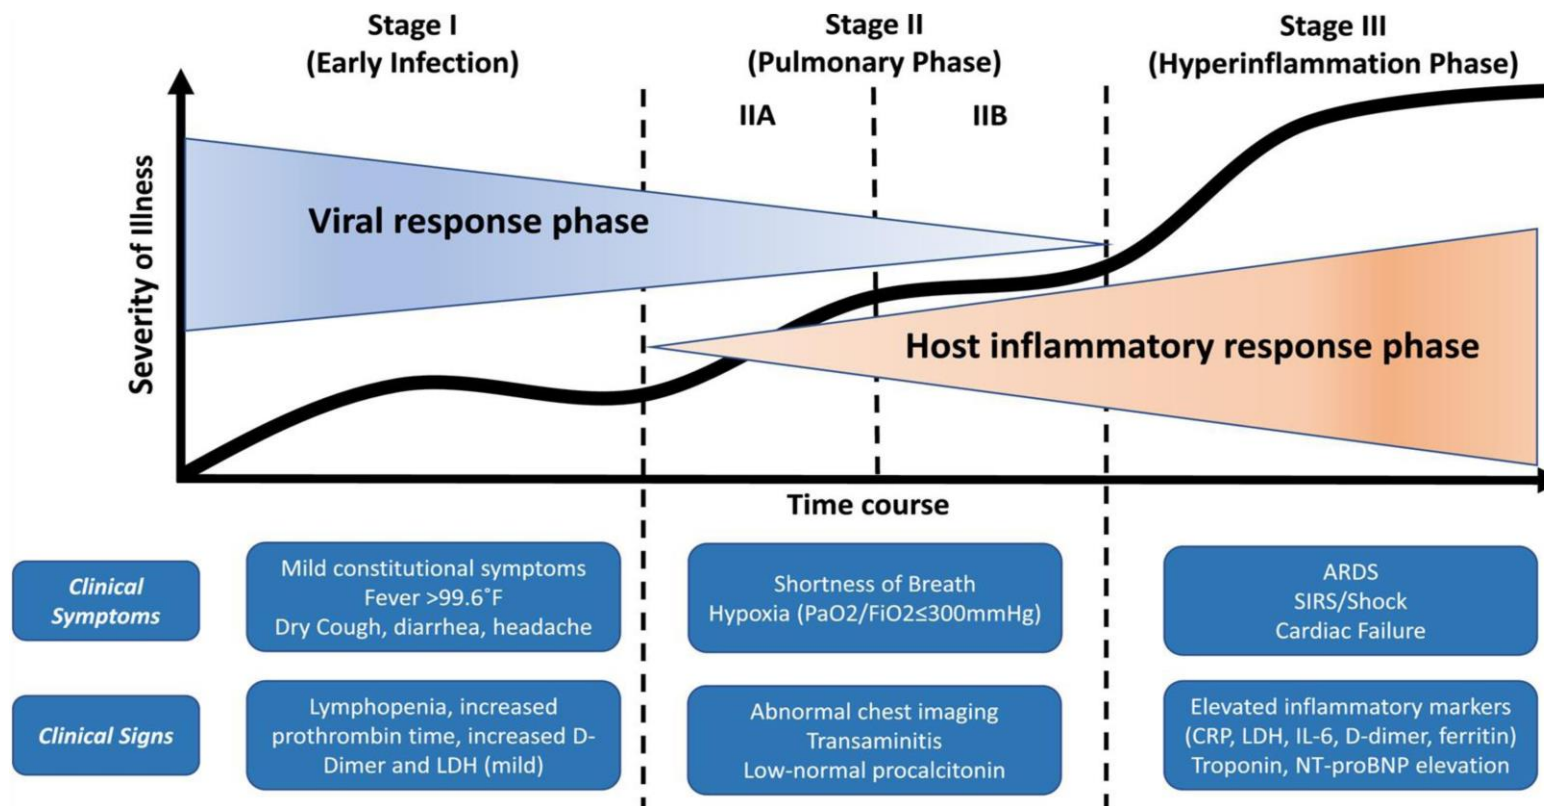 Stage I
(Early Infection)
Stage II
(Pulmonary Phase)
Stage III
(Hyperinflammation Phase)
IIA
IIB
Severity of Illness
Viral response phase
Host inflammatory response phase
Time course
Clinical
Symptoms
Mild constitutional symptoms
Fever >99.6°F
Dry Cough, diarrhea, headache
Shortness of Breath
Hypoxia (PaO2/FiO2≤300mmHg)
ARDS
SIRS/Shock
Cardiac Failure
Clinical Signs
Lymphopenia, increased
prothrombin time, increased D-
Dimer and LDH (mild)
Abnormal chest imaging
Transaminitis
Low-normal procalcitonin
Elevated inflammatory markers
(CRP, LDH, IL-6, D-dimer, ferritin)
Troponin, NT-proBNP elevation